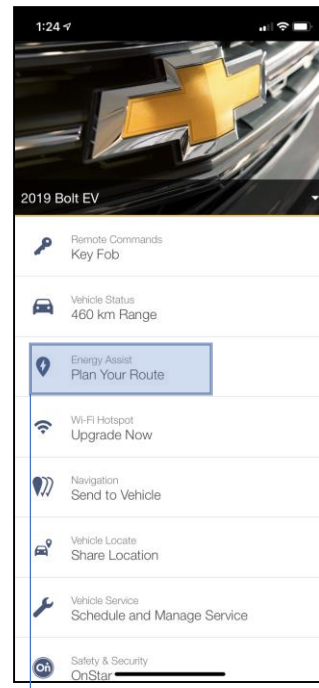 1:24
2019 Bolt EV
Remote Commands
Key Fob
Vehicle Status
460 km Range
Energy Assist
Plan Your Route
Wi-Fi Hotspot
Upgrade Now
Navigation
Send to Vehicle
Vehicle Locate
Share Location
Vehicle Service
Schedule and Manage Service
On
Safety & Security
OnStar